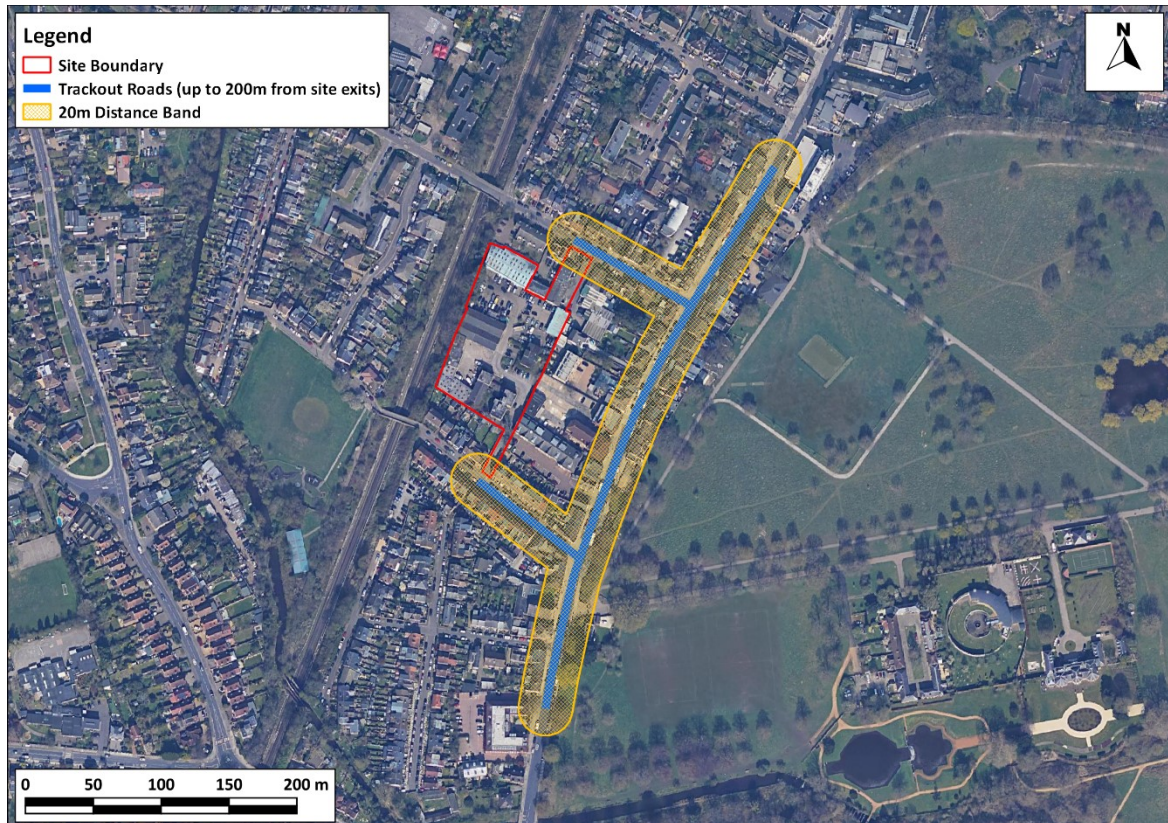 Legend
Site Boundary
Trackout Roads (up to 200m from site exits)
20m Distance Band
N
0 50 100 150 200 m